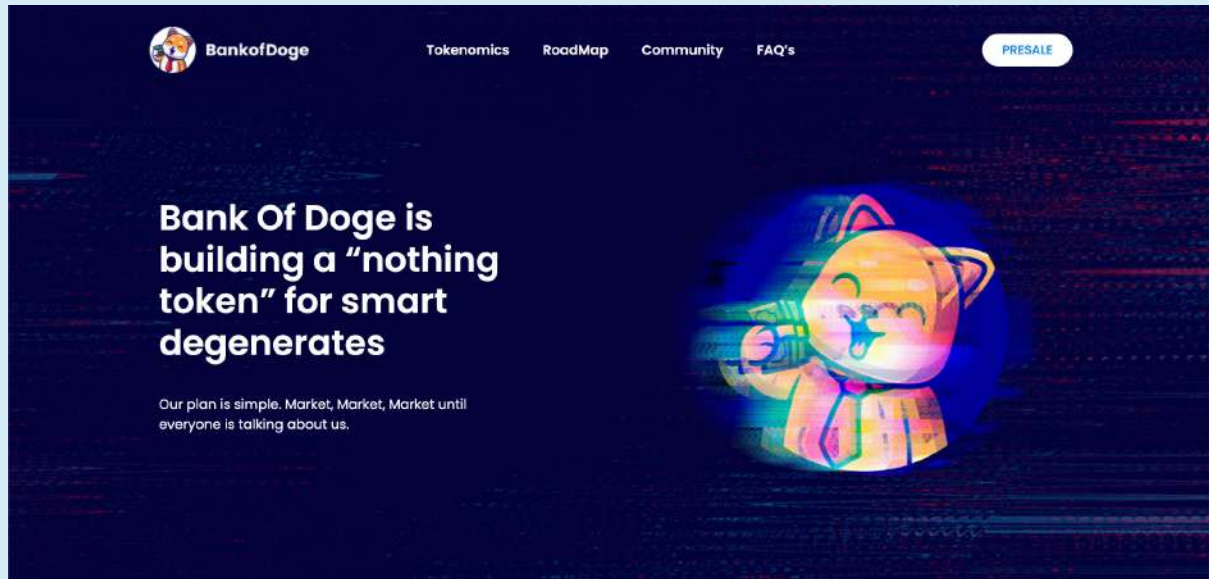 BankofDoge
Tokenomics
RoadMap
Community
FAQ's
PRESALE
Bank Of Doge is
building a “nothing
token” for smart
degenerates
Our plan is simple. Market, Market, Market until
everyone is talking about us.